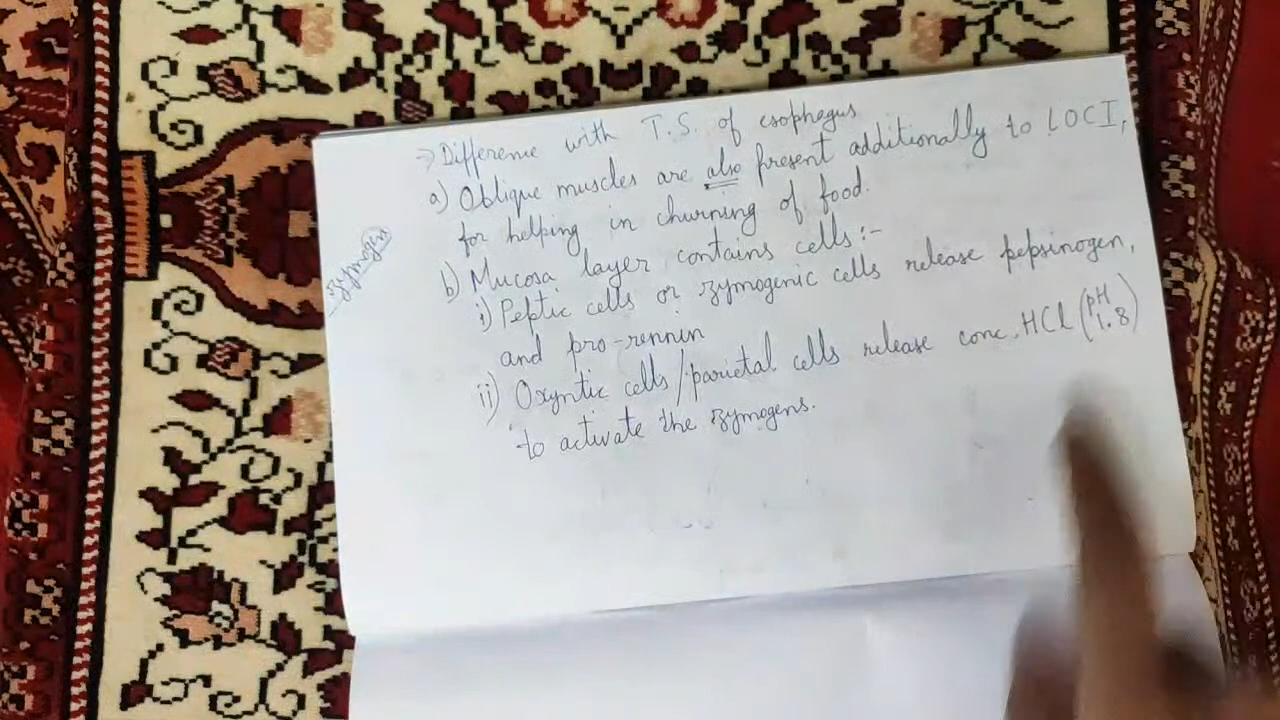 ⇒ Difference with T.S. of esophagus
a) Oblique muscles are also present additionally to LOCI,
for helping in churning of food.
b) Mucosa layer contains cells:-
i) Peptic cells or zymogenic cells release pepsinogen,
and pro-rennin
ii) Oxyntic cells/parietal cells release conc. HCl (pH 1.8)
to activate the zymogens.
zymogen